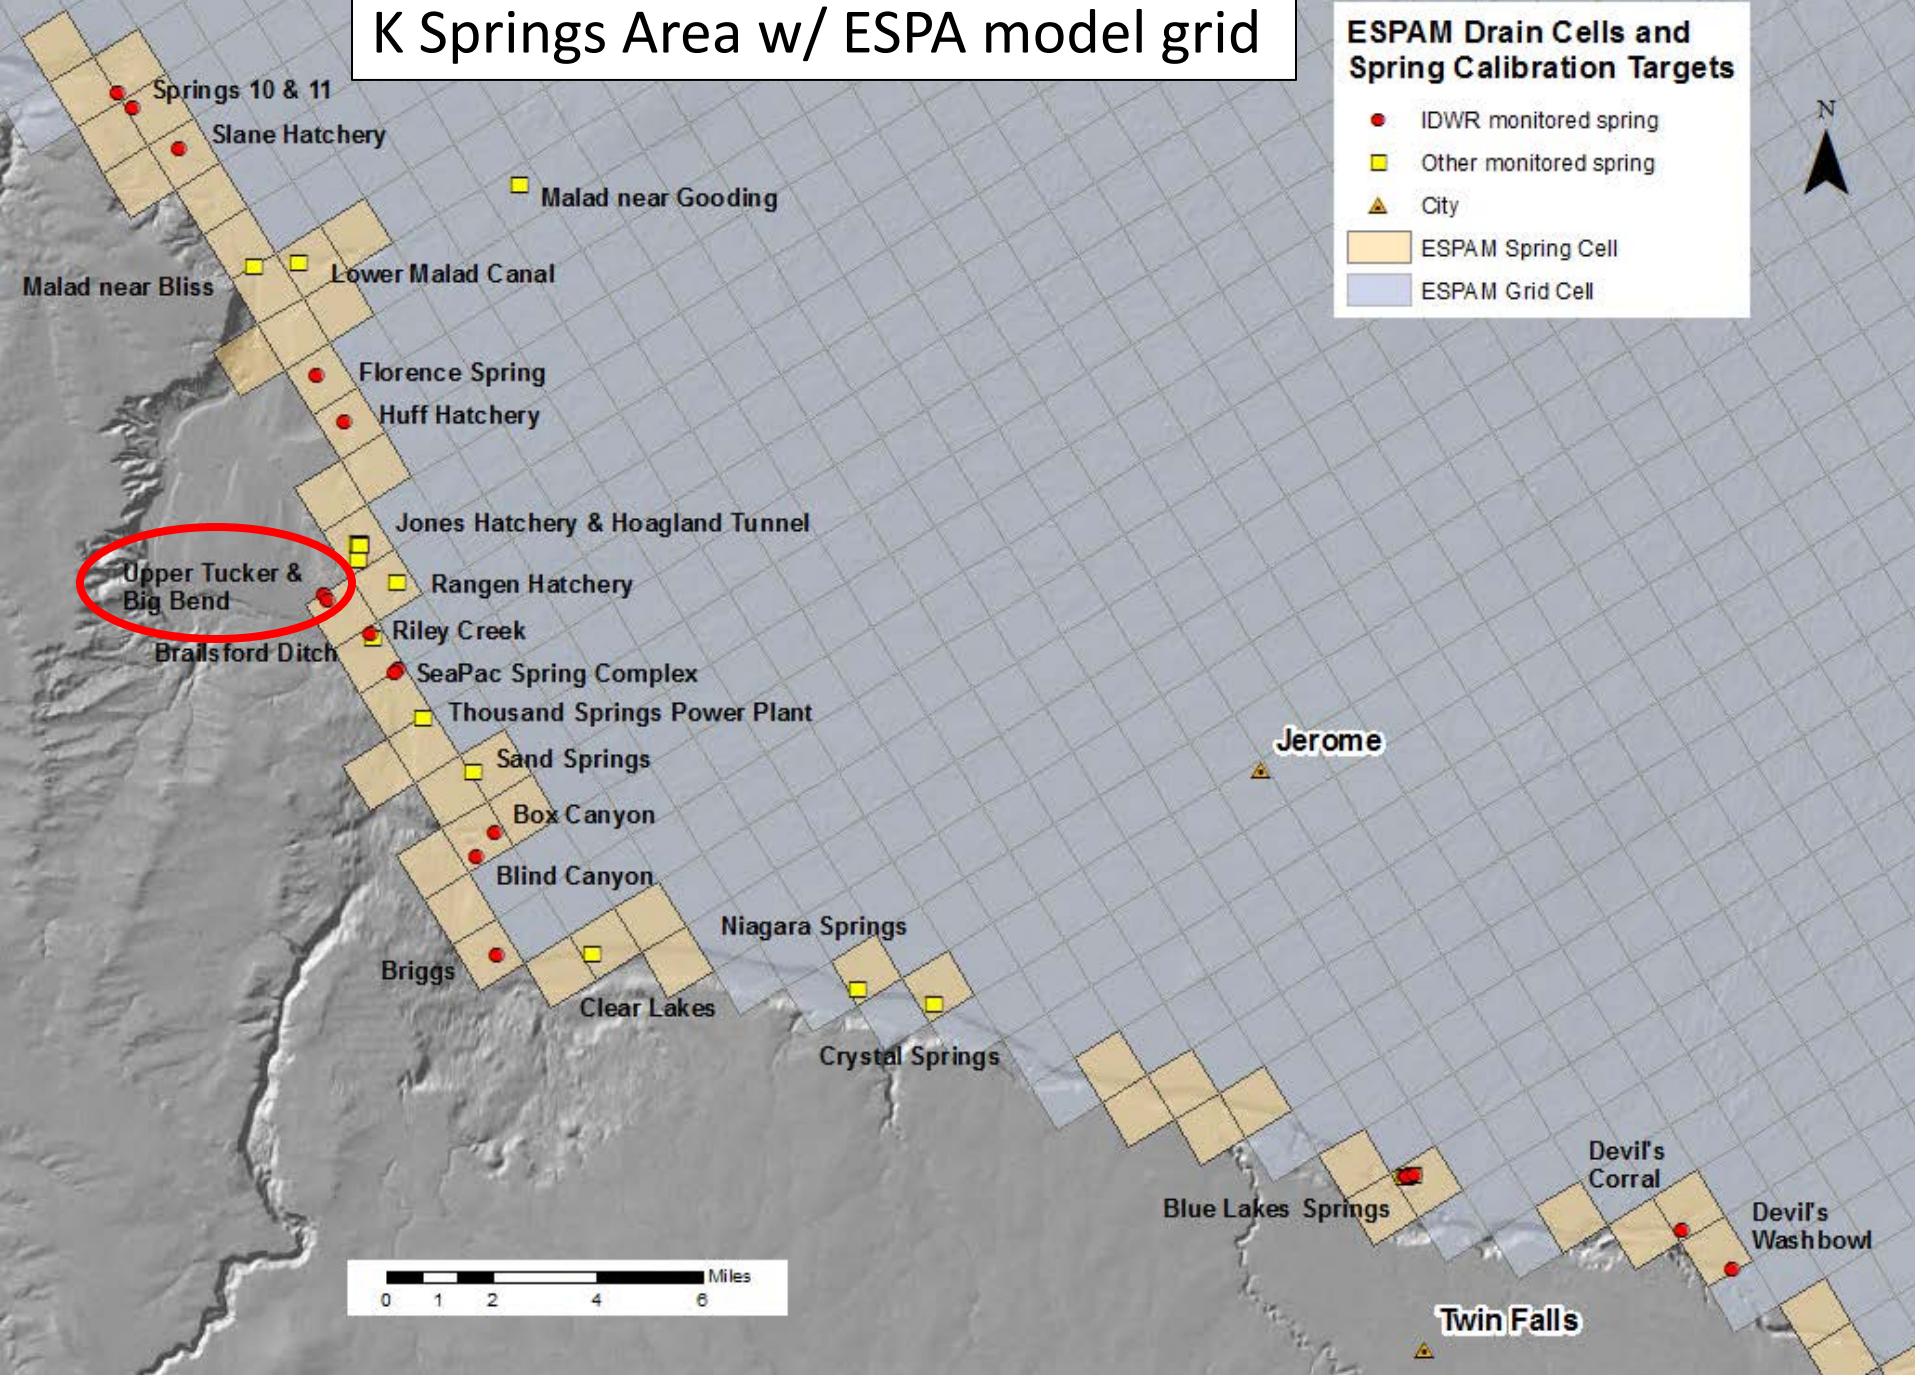 K Springs Area w/ ESPA model grid
ESPAM Drain Cells and
Spring Calibration Targets
IDWR monitored spring
Other monitored spring
City
ESPAM Spring Cell
ESPAM Grid Cell
N
Springs 10 & 11
Slane Hatchery
Malad near Gooding
Lower Malad Canal
Malad near Bliss
Florence Spring
Huff Hatchery
Jones Hatchery & Hoagland Tunnel
Upper Tucker &
Big Bend
Rangen Hatchery
Riley Creek
Brailsford Ditch
SeaPac Spring Complex
Thousand Springs Power Plant
Jerome
Sand Springs
Box Canyon
Blind Canyon
Niagara Springs
Briggs
Clear Lakes
Crystal Springs
Devil's
Corral
Blue Lakes Springs
Devil's
Washbowl
Miles
0 1 2 4 6
Twin Falls